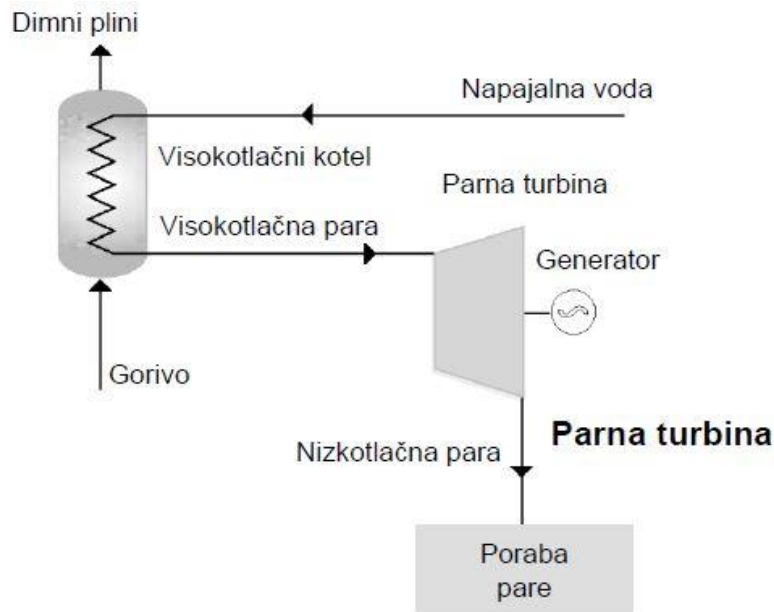 Dimni plini
Napajalna voda
Visokotlačni kotel
Parna turbina
Visokotlačna para
Generator
Gorivo
Parna turbina
Nizkotlačna para
Poraba
pare